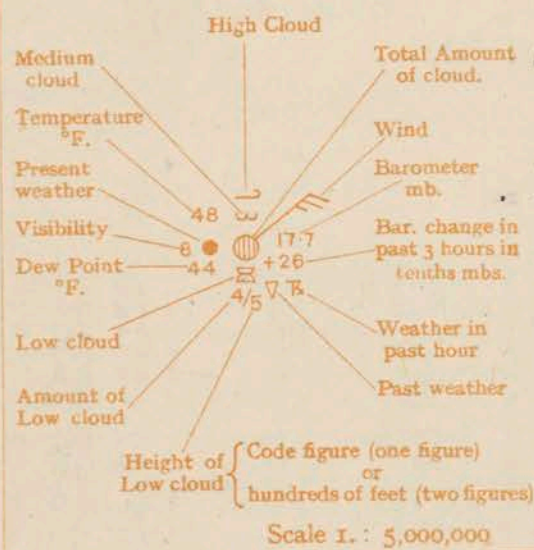 High Cloud
Medium
cloud
Total Amount
of cloud.
Temperature
°F.
Wind
Present
weather
Barometer
mb.
48
Visibility
6
17.7
Bar. change in
past 3 hours in
tenths mbs.
Dew Point
°F.
44
+26
4/5
Low cloud
Weather in
past hour
Amount of
Low cloud
Past weather
Height of
Low cloud
Code figure (one figure)
or
hundreds of feet (two figures)
Scale 1. : 5,000,000